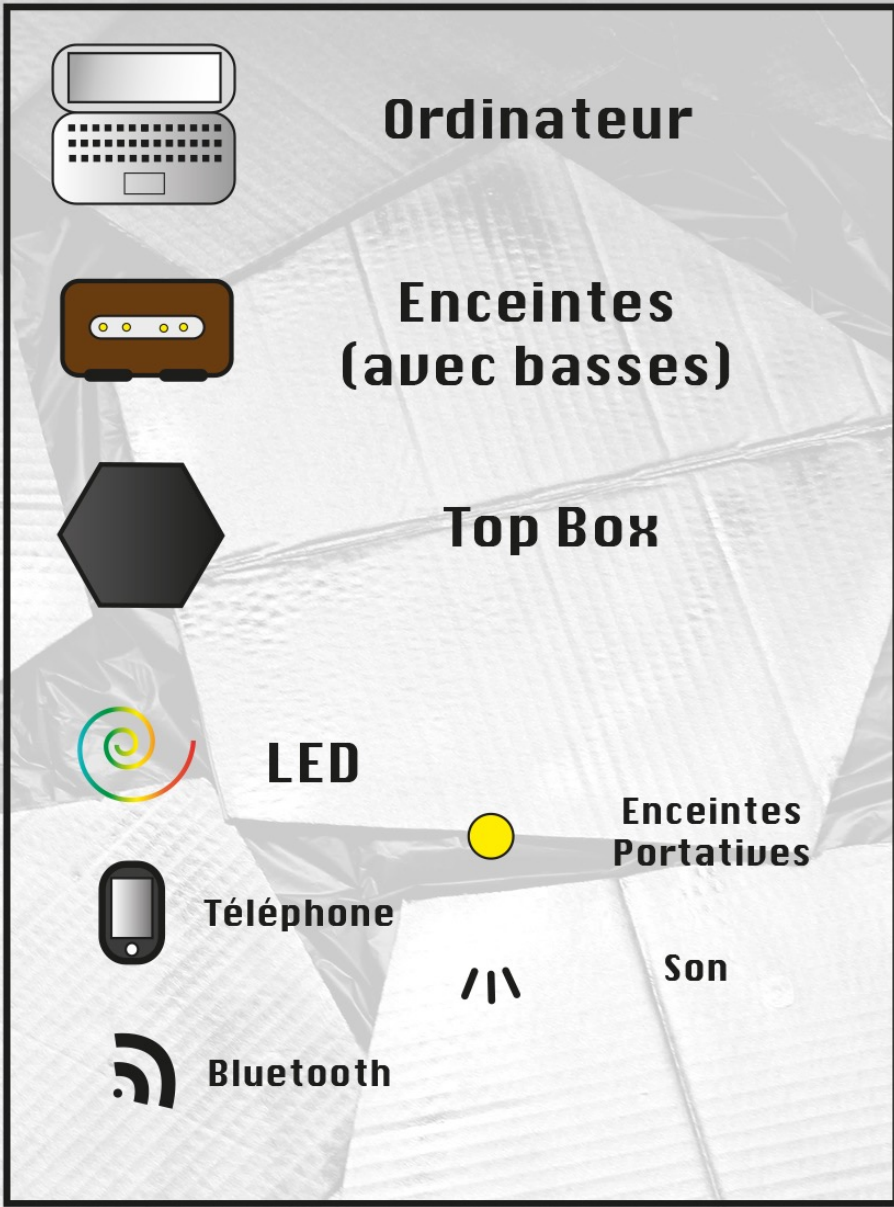 Ordinateur
Enceintes
(avec basses)
Top Box
LED
Enceintes
Portatives
Téléphone
Son
Bluetooth